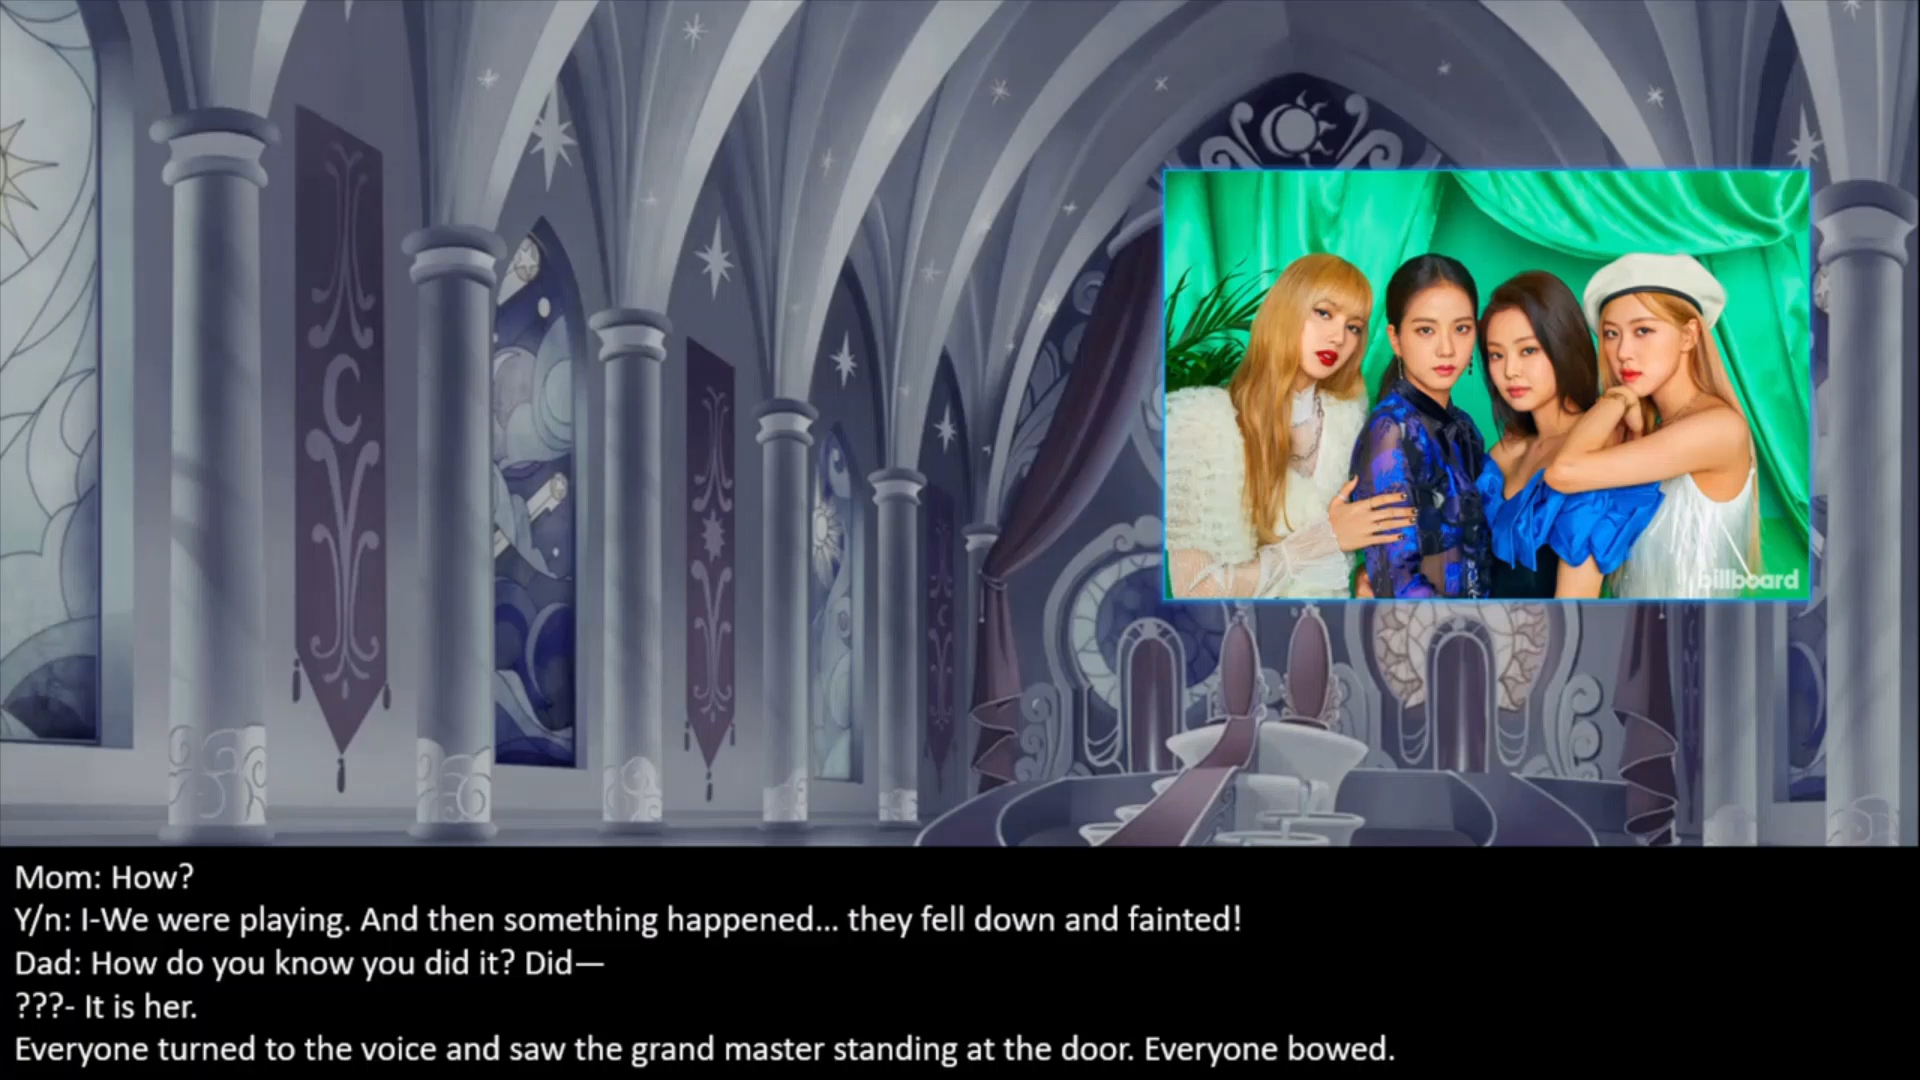 billboard
Mom: How?
Y/n: I-We were playing. And then something happened... they fell down and fainted!
Dad: How do you know you did it? Did—
???- It is her.
Everyone turned to the voice and saw the grand master standing at the door. Everyone bowed.